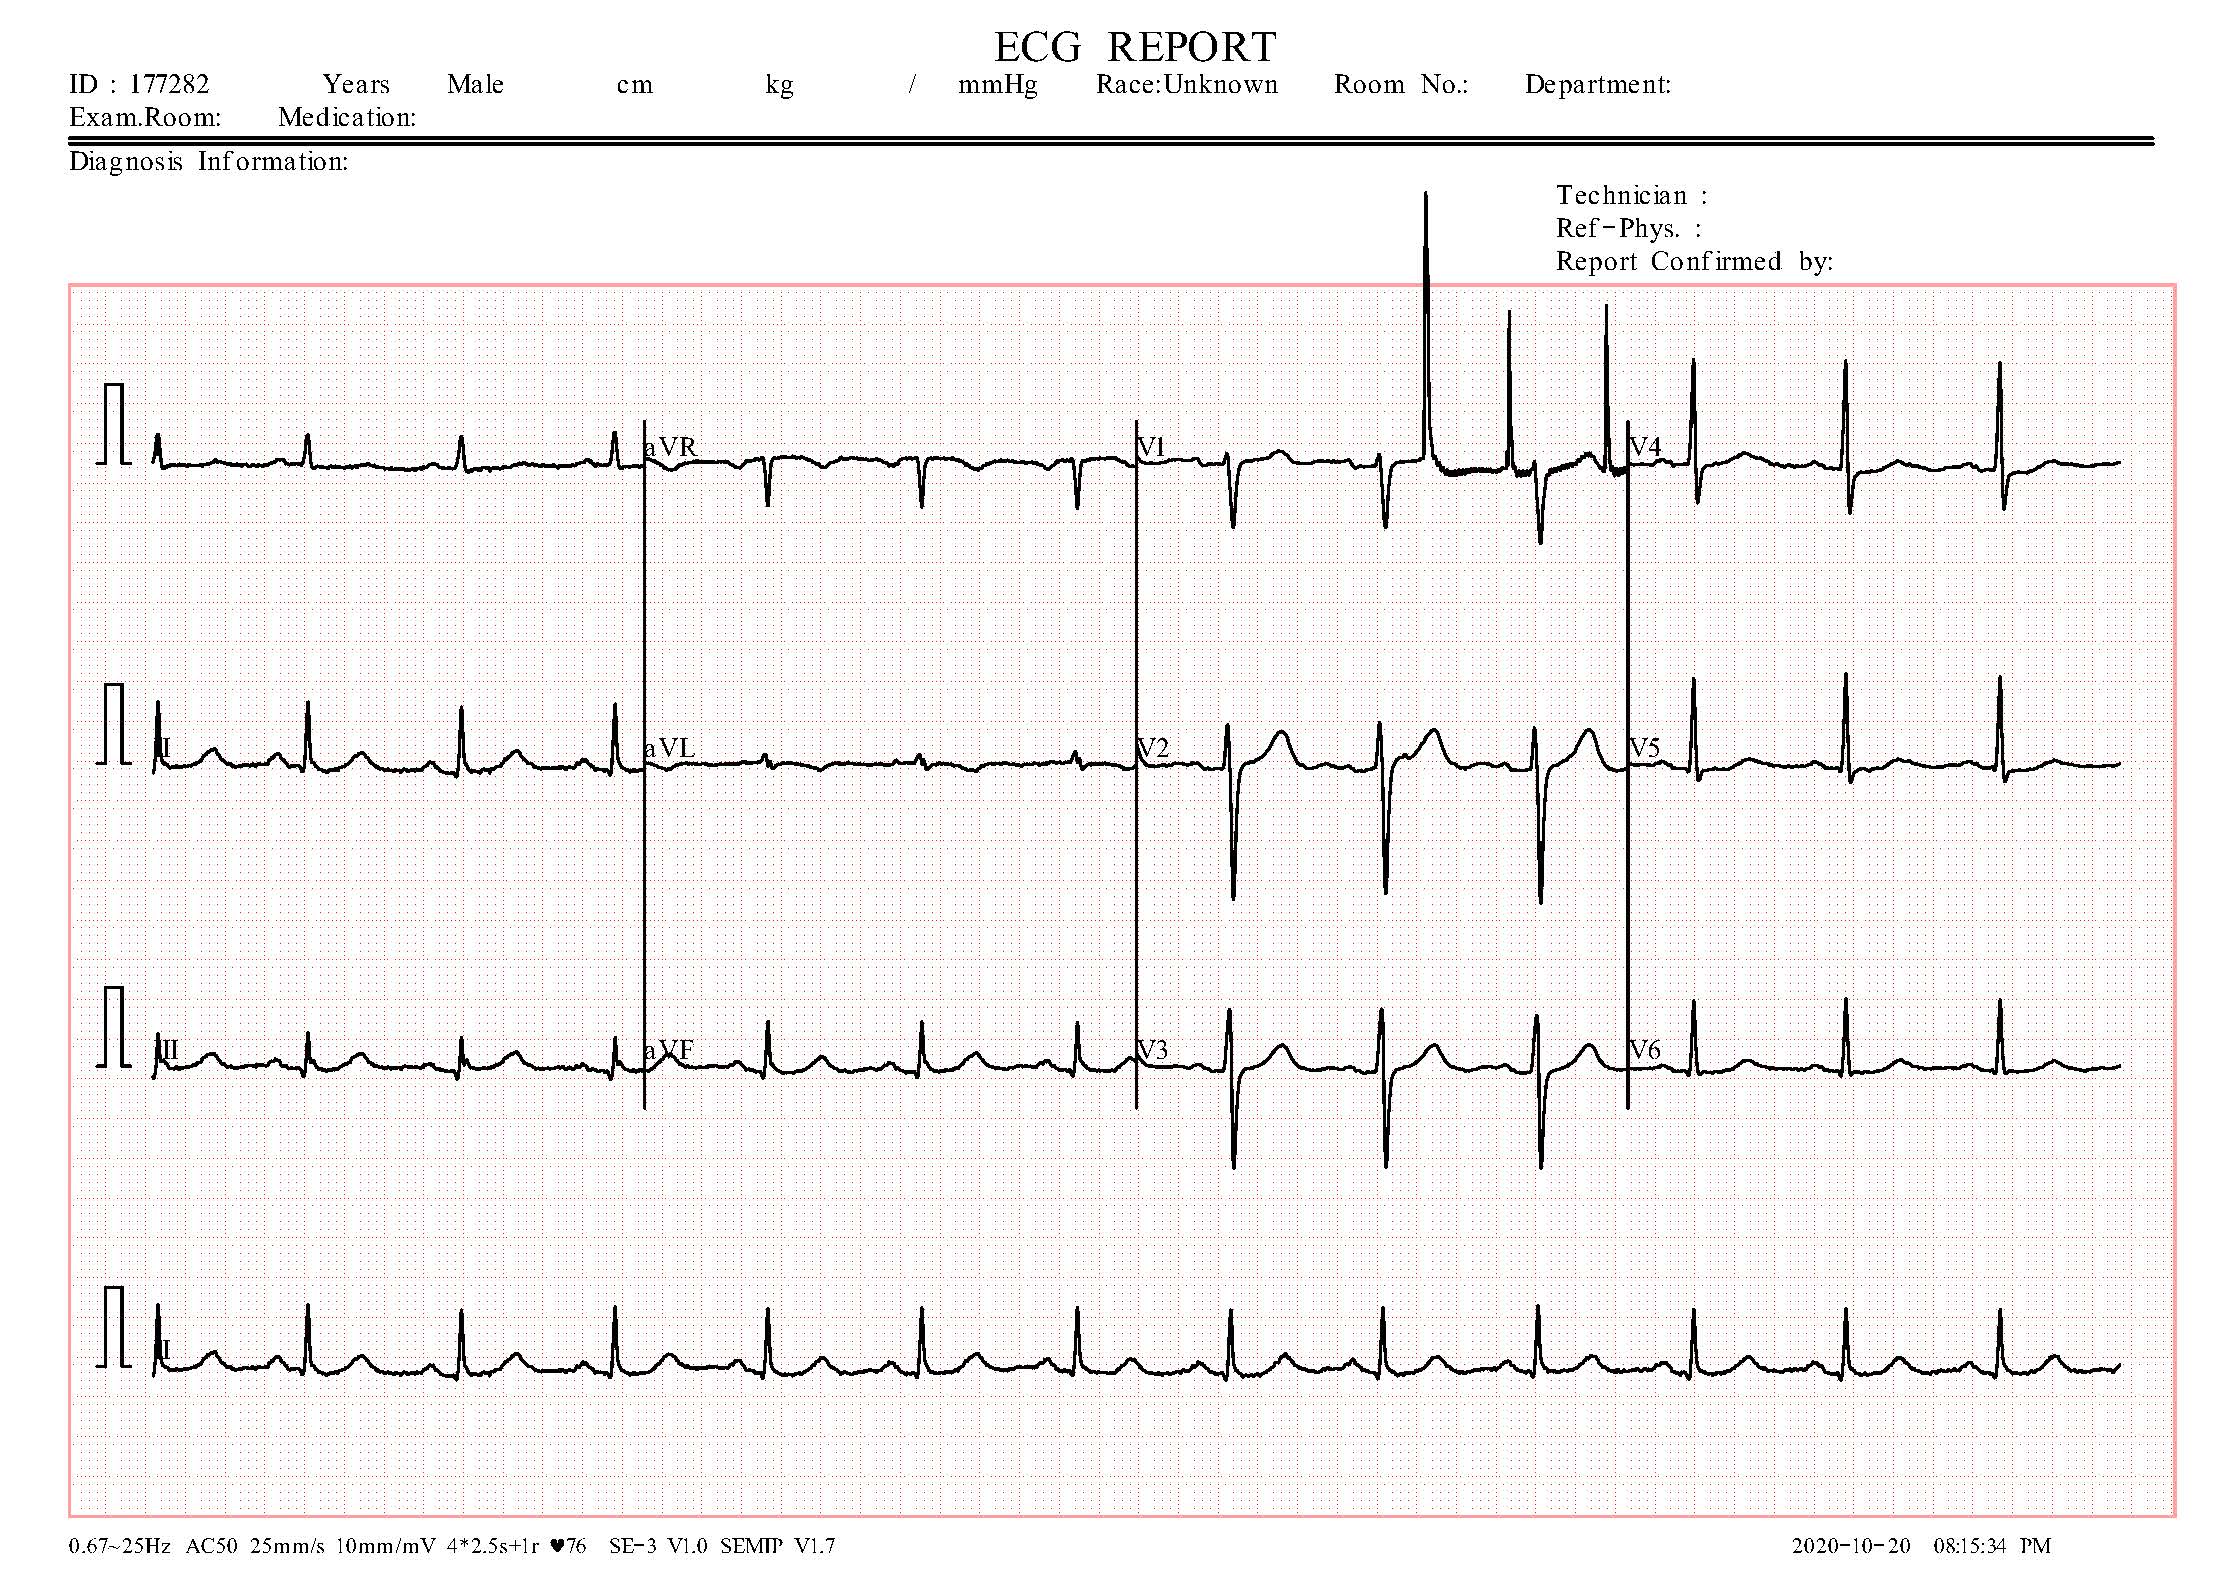 ECG REPORT
ID : 177282 Years Male cm kg / mmHg Race:Unknown Room No.: Department:
Exam.Room: Medication:
Diagnosis Information:
Technician :
Ref-Phys. :
Report Confirmed by:
aVR V1 V4
II aVL V2 V5
III aVF V3 V6
II
0.67~25Hz AC50 25mm/s 10mm/mV 4*2.5s+1r ♥76 SE-3 V1.0 SEMIP V1.7 2020-10-20 08:15:34 PM